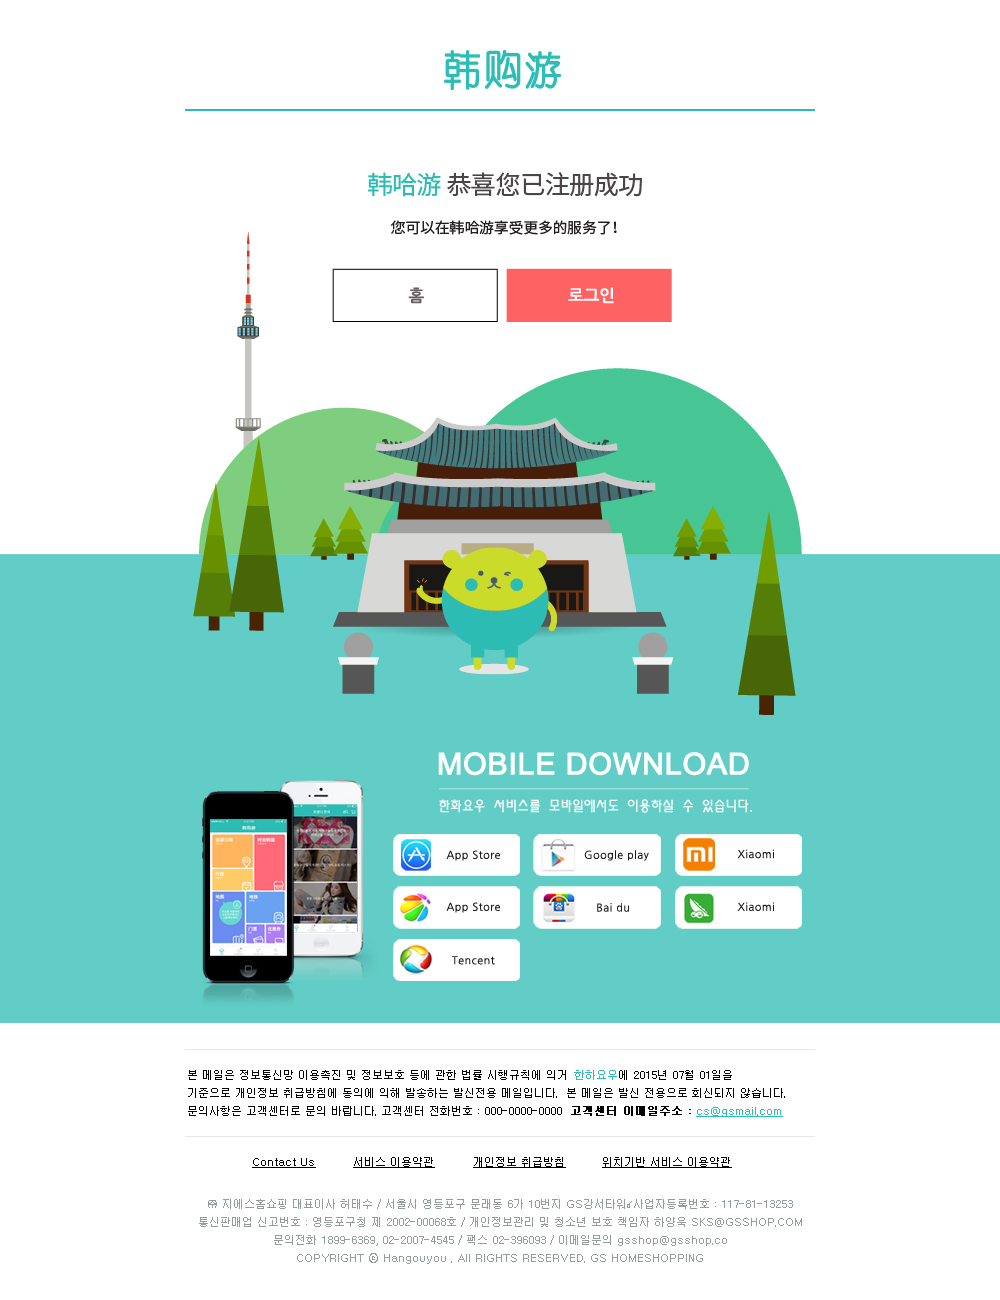 韩购游
韩哈游 恭喜您已注册成功
您可以在韩哈游享受更多的服务了!
홈
로그인
MOBILE DOWNLOAD
한화요우 서비스를 모바일에서도 이용하실 수 있습니다.
App Store
Google play
Xiaomi
App Store
Bai du
Xiaomi
Tencent
본 메일은 정보통신망 이용촉진 및 정보보호 등에 관한 법률 시행규칙에 의거 한하요우에 2015년 07월 01일을
기준으로 개인정보 취급방침에 동의에 의해 발송하는 발신전용 메일입니다. 본 메일은 발신 전용으로 회신되지 않습니다.
문의사항은 고객센터로 문의 바랍니다. 고객센터 전화번호 : 000-0000-0000 고객센터 이메일주소 : cs@gsmail.com
Contact Us
서비스 이용약관
개인정보 취급방침
위치기반 서비스 이용약관
㈜ 지에스홈쇼핑 대표이사 허태수 / 서울시 영등포구 문래동 6가 10번지 GS강서타워 사업자등록번호 : 117-81-13253
통신판매업 신고번호 : 영등포구청 제 2002-00068호 / 개인정보관리 및 청소년 보호 책임자 하양욱 SKS@GSSHOP.COM
문의전화 1899-6369, 02-2007-4545 / 팩스 02-396093 / 이메일문의 gsshop@gsshop.co
COPYRIGHT ⓒ Hangouyou , All RIGHTS RESERVED. GS HOMESHOPPING